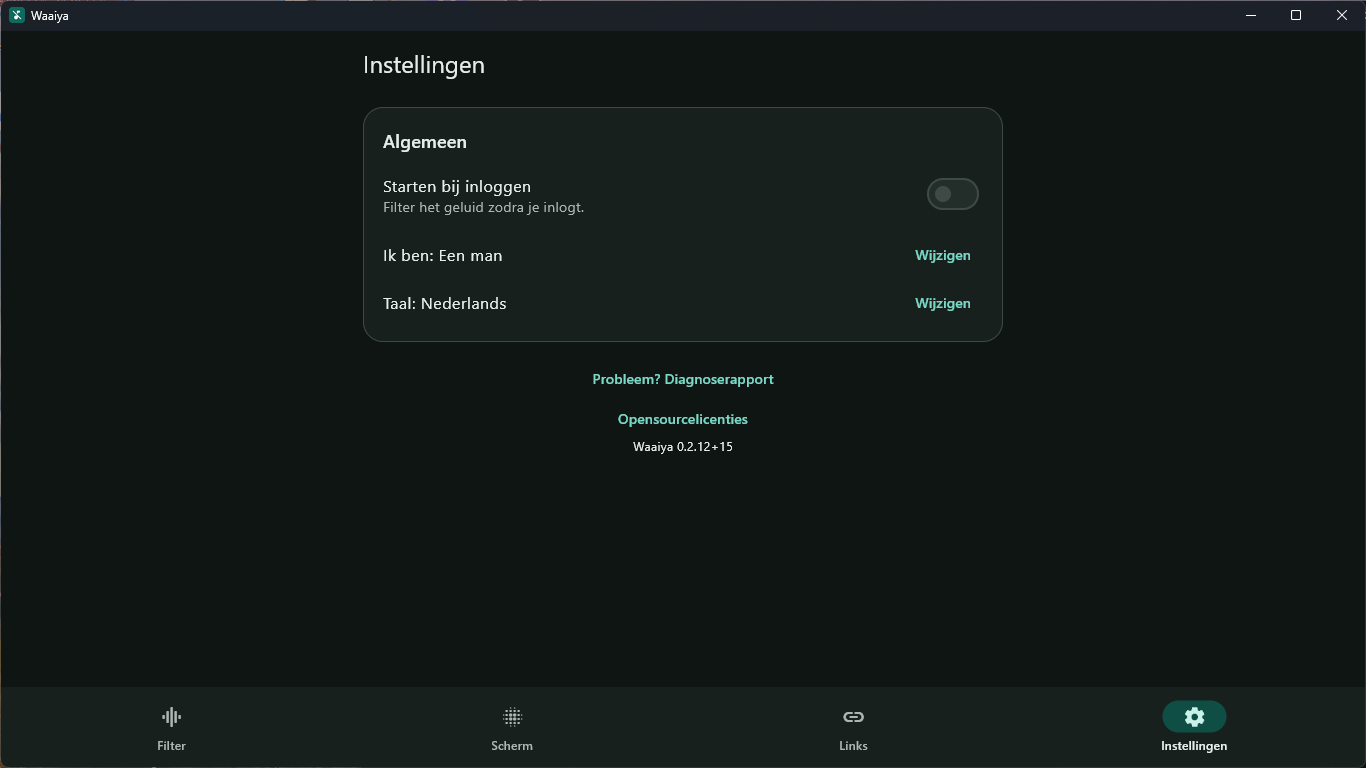 Waaiya
Instellingen
Algemeen
Starten bij inloggen
Filter het geluid zodra je inlogt.
Ik ben: Een man
Wijzigen
Taal: Nederlands
Wijzigen
Probleem? Diagnoserapport
Opensourcelicenties
Waaiya 0.2.12+15
Filter
Scherm
Links
Instellingen